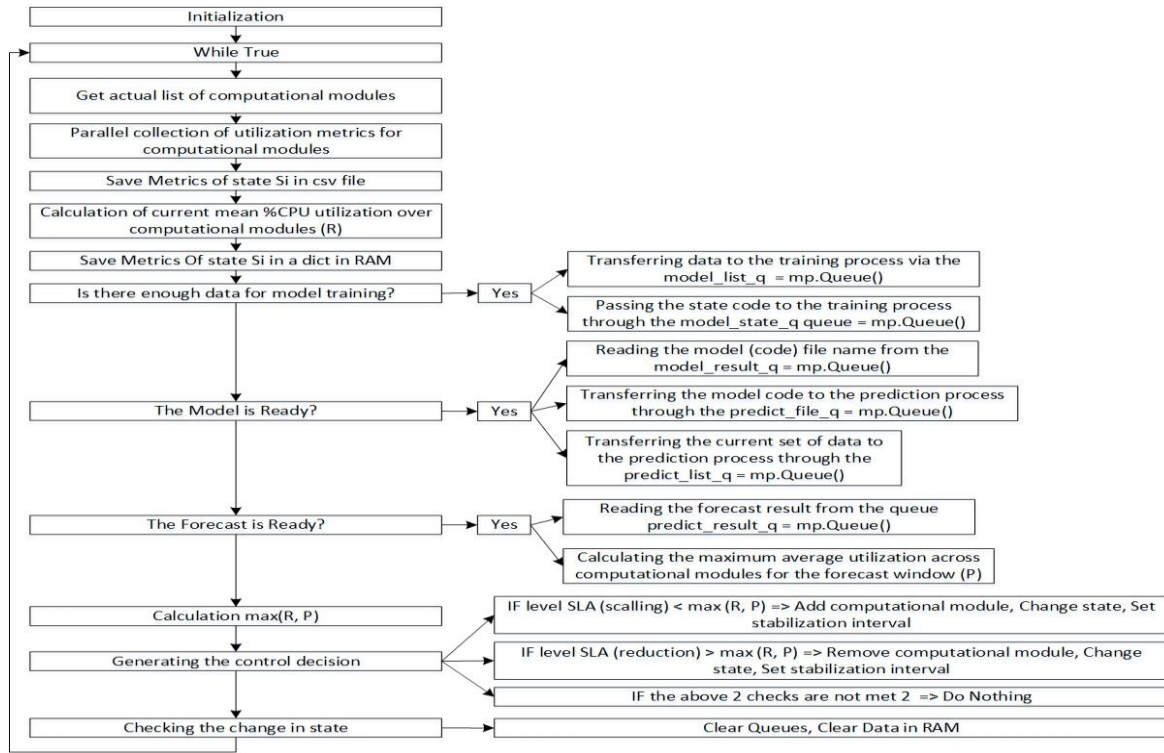 Initialization
While True
Get actual list of computational modules
Parallel collection of utilization metrics for
computational modules
Save Metrics of state Si in csv file
Calculation of current mean %CPU utilization over
computational modules (R)
Save Metrics Of state Si in a dict in RAM
Is there enough data for model training?
Yes
Transferring data to the training process via the
model_list_q = mp.Queue()
Passing the state code to the training process
through the model_state_q queue = mp.Queue()
The Model is Ready?
Yes
Reading the model (code) file name from the
model_result_q = mp.Queue()
Transferring the model code to the prediction process
through the predict_file_q = mp.Queue()
Transferring the current set of data to
the prediction process through the
predict_list_q = mp.Queue()
The Forecast is Ready?
Yes
Reading the forecast result from the queue
predict_result_q = mp.Queue()
Calculating the maximum average utilization across
computational modules for the forecast window (P)
Calculation max(R, P)
Generating the control decision
IF level SLA (scalling) < max (R, P) => Add computational module, Change state, Set
stabilization interval
IF level SLA (reduction) > max (R, P) => Remove computational module, Change
state, Set stabilization interval
IF the above 2 checks are not met 2 => Do Nothing
Checking the change in state
Clear Queues, Clear Data in RAM